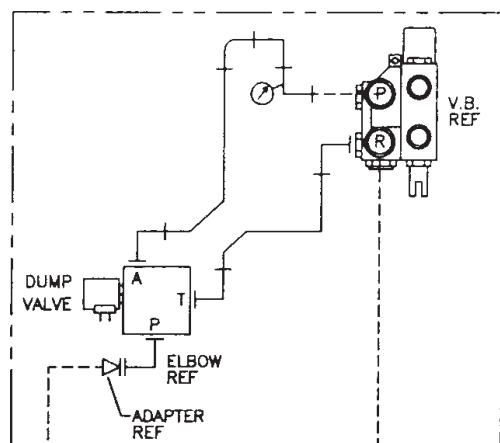 P
V.B.
REF
R
A
DUMP
VALVE
T
P
ELBOW
REF
ADAPTER
REF